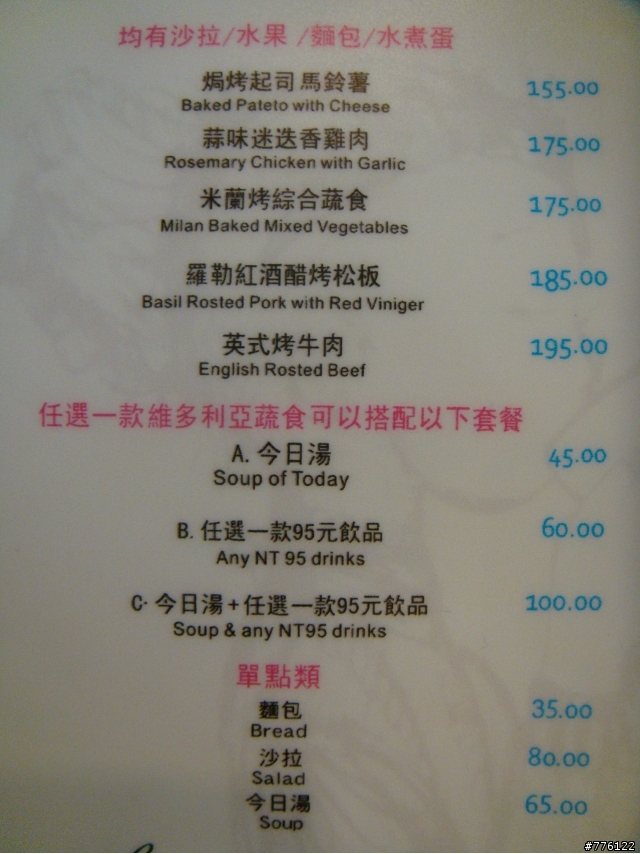 均有沙拉/水果 /麵包/水煮蛋
焗烤起司馬鈴薯 155.00
Baked Pateto with Cheese
蒜味迷迭香雞肉 175.00
Rosemary Chicken with Garlic
米蘭烤綜合蔬食 175.00
Milan Baked Mixed Vegetables
羅勒紅酒醋烤松板 185.00
Basil Rosted Pork with Red Viniger
英式烤牛肉 195.00
English Rosted Beef
任選一款維多利亞蔬食可以搭配以下套餐
A. 今日湯 45.00
Soup of Today
B. 任選一款95元飲品 60.00
Any NT 95 drinks
C· 今日湯+任選一款95元飲品 100.00
Soup & any NT95 drinks
單點類
麵包 35.00
Bread
沙拉 80.00
Salad
今日湯 65.00
Soup
#776122